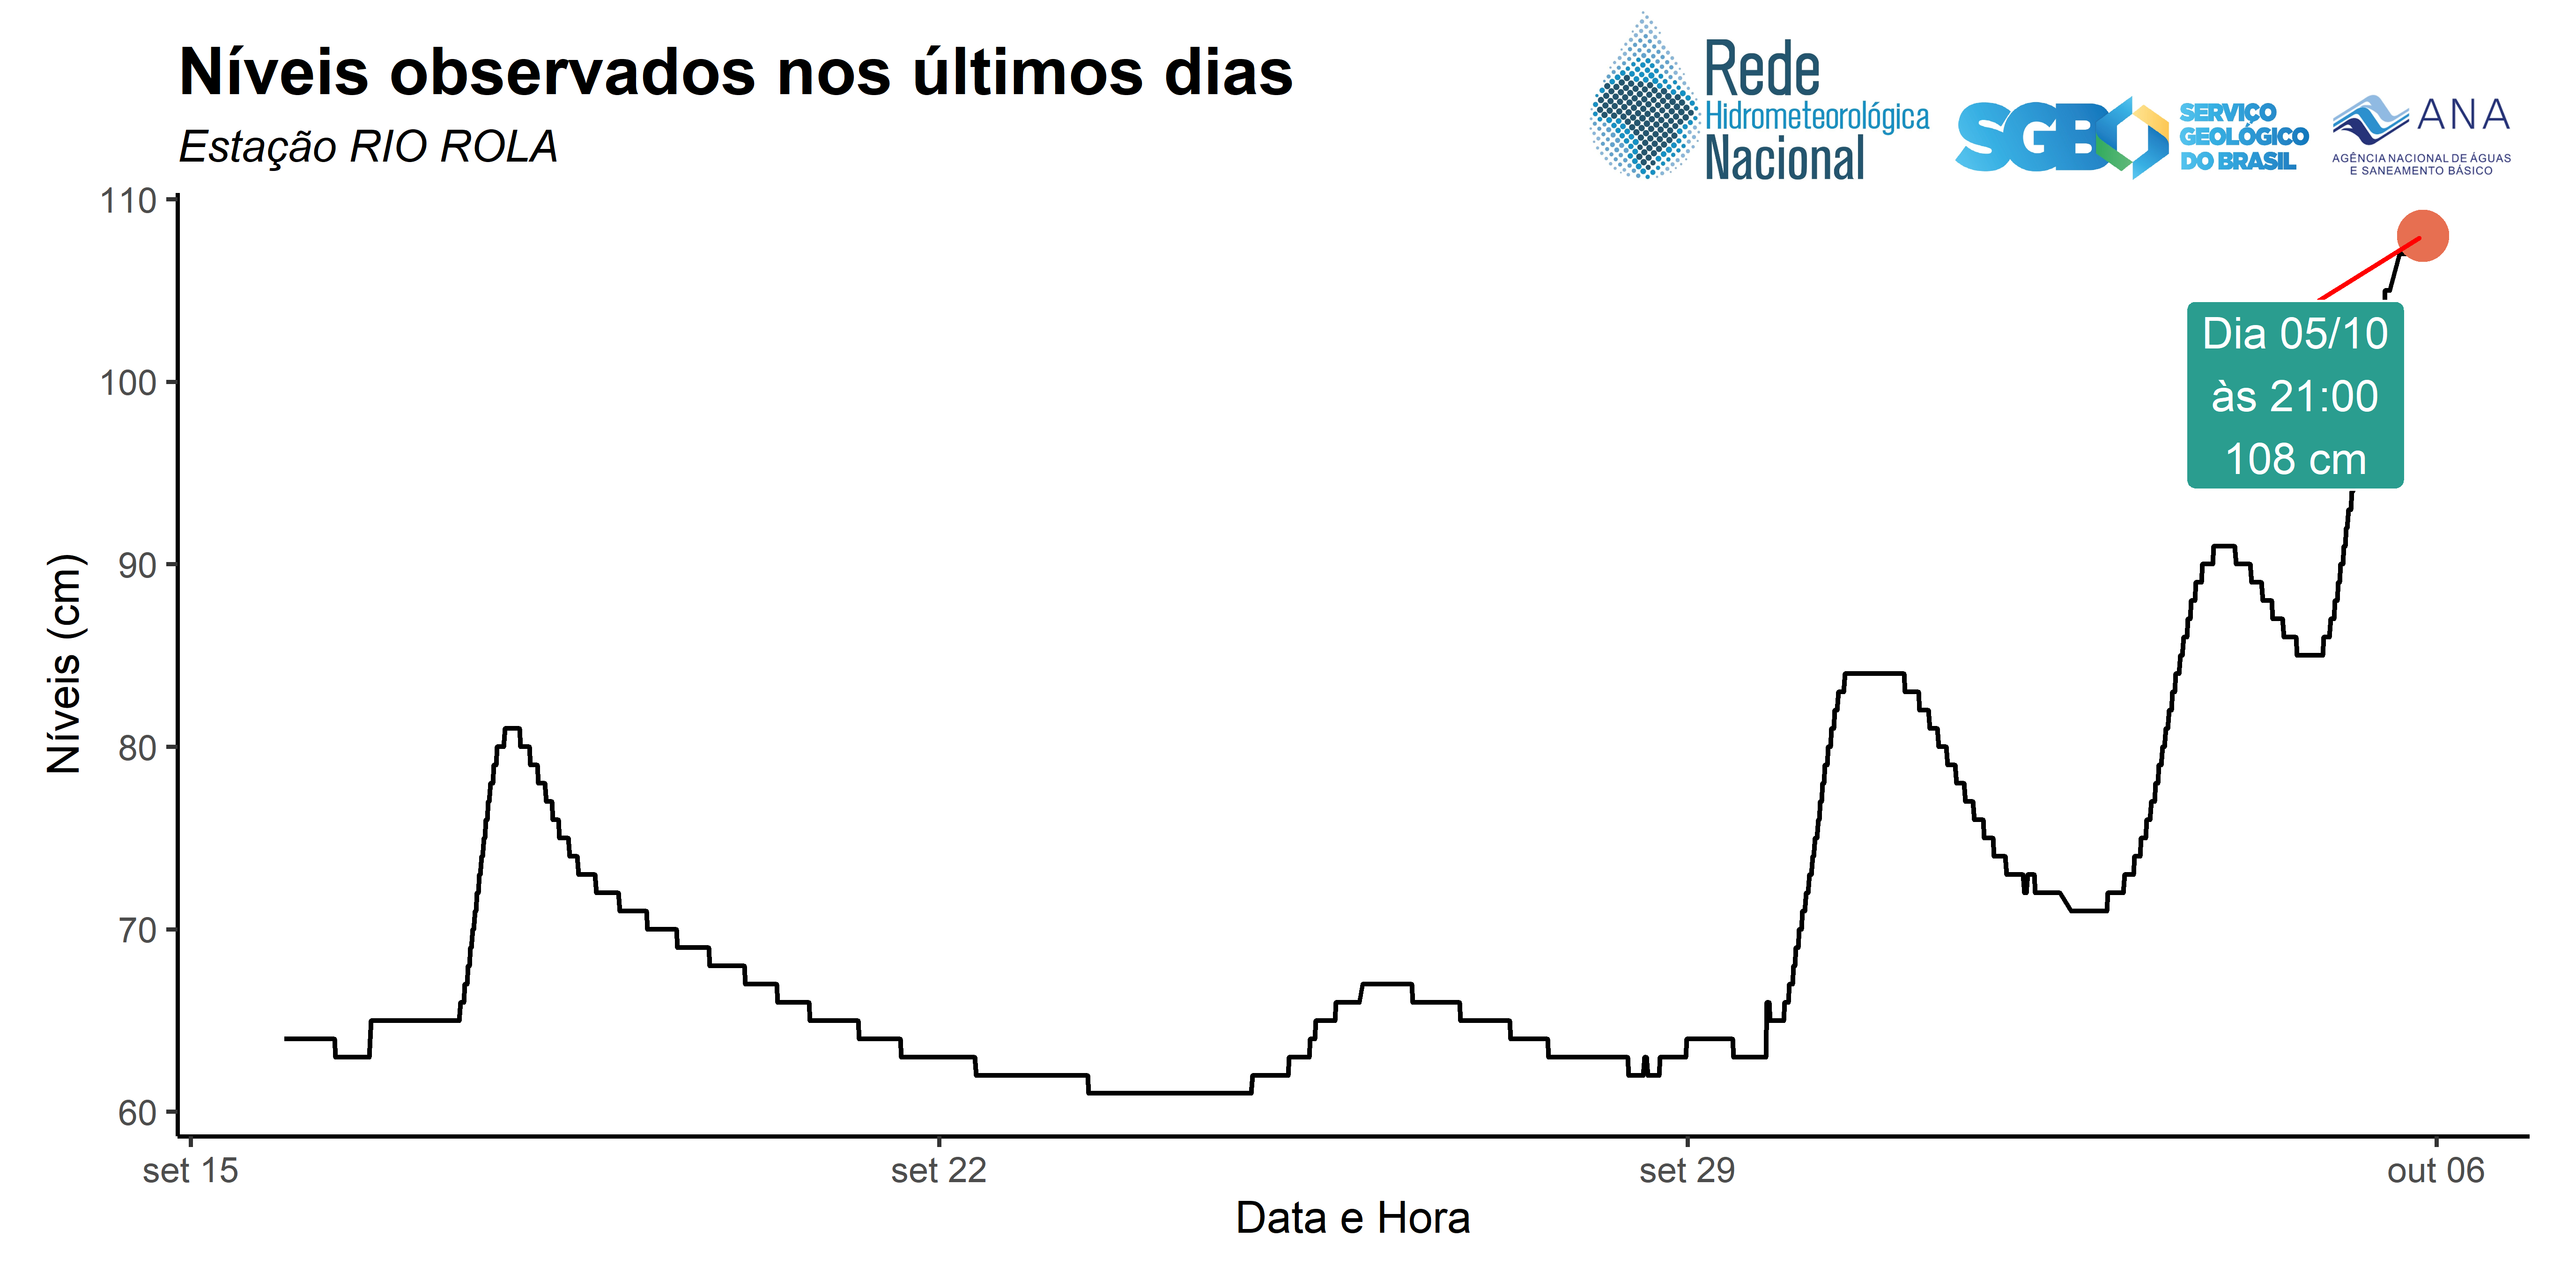 Níveis observados nos últimos dias
Estação RIO ROLA
Rede
Hidrometeorológica
Nacional
SGB
SERVIÇO
GEOLÓGICO
DO BRASIL
ANA
AGÊNCIA NACIONAL DE ÁGUAS
E SANEAMENTO BÁSICO
110
100
90
80
70
60
Níveis (cm)
Dia 05/10
às 21:00
108 cm
set 15
set 22
set 29
out 06
Data e Hora